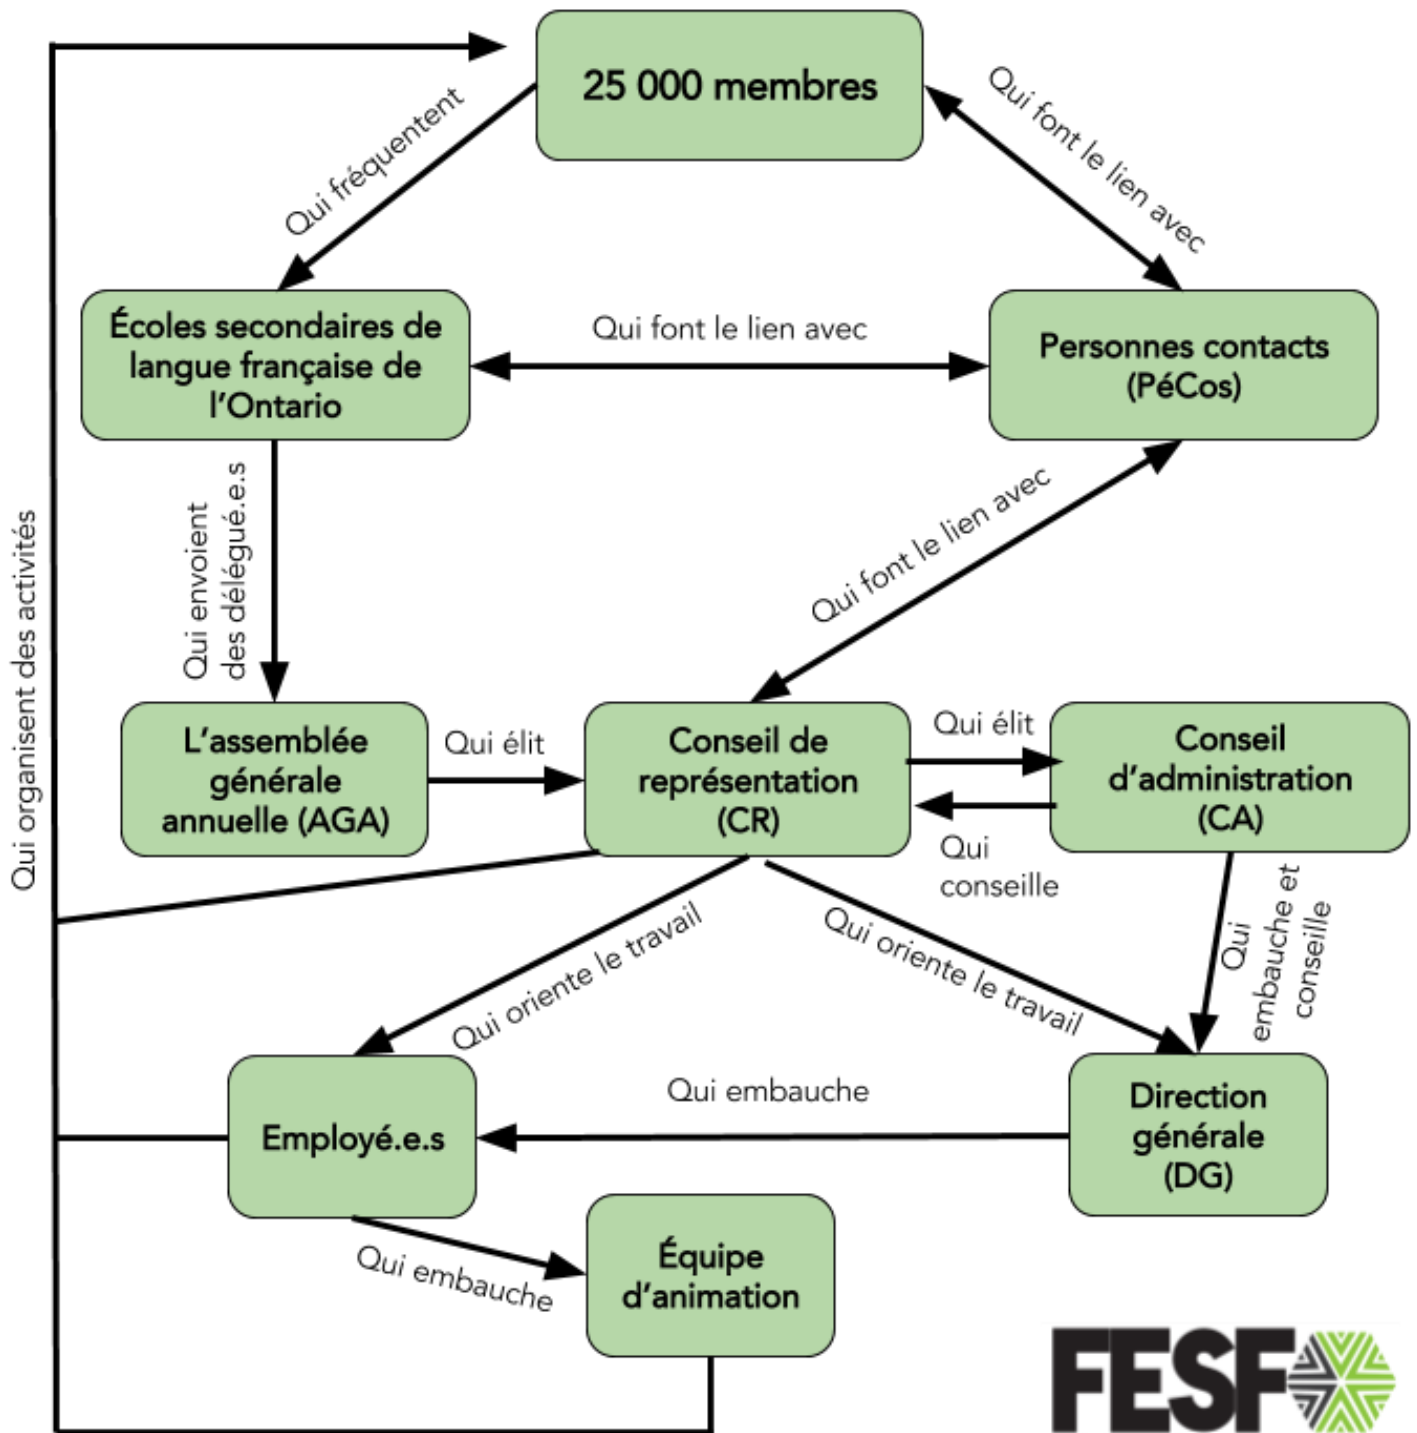 25 000 membres
Qui fréquentent
Qui font le lien avec
Écoles secondaires de
langue française de
l'Ontario
Qui font le lien avec
Personnes contacts
(PéCos)
Qui envoient
des délégué.e.s
Qui font le lien avec
Qui organisent des activités
L'assemblée
générale
annuelle (AGA)
Qui élit
Conseil de
représentation
(CR)
Qui élit
Qui
conseille
Conseil
d'administration
(CA)
Qui oriente le travail
Qui oriente le travail
Qui
embauche et
conseille
Employé.e.s
Qui embauche
Direction
générale
(DG)
Qui embauche
Équipe
d'animation
FESFO